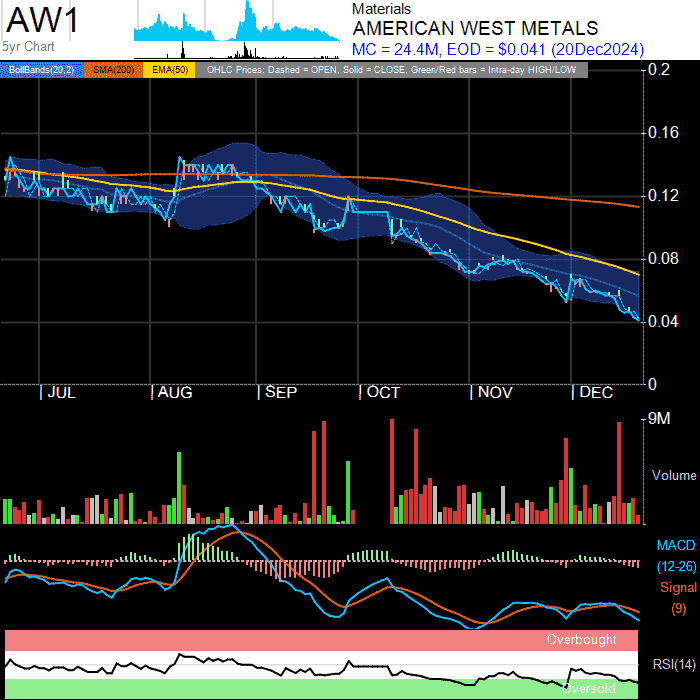 AW1
5yr Chart
Materials
AMERICAN WEST METALS
MC = 24.4M, EOD = $0.041 (20Dec2024)
BollBands(20,2) SMA(200) EMA(50) OHLC Prices: Dashed = OPEN, Solid = CLOSE, Green/Red bars = Intra-day HIGH/LOW
0.2
0.16
0.12
0.08
0.04
0
| JUL | AUG | SEP | OCT | NOV | DEC
9M
Volume
MACD
(12-26)
Signal
(9)
Overbought
RSI(14)
Oversold